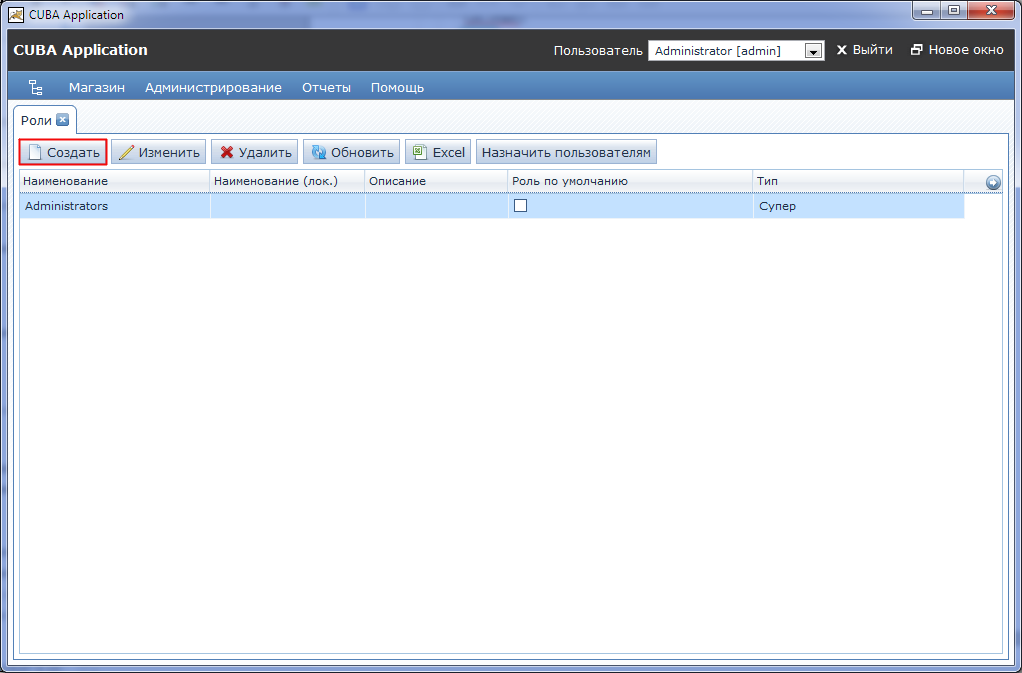 CUBA Application
CUBA Application Пользователь Administrator [admin] Выйти Новое окно
Магазин Администрирование Отчеты Помощь
Роли
Создать Изменить Удалить Обновить Excel Назначить пользователям
Наименование Наименование (лок.) Описание Роль по умолчанию Тип
Administrators Супер